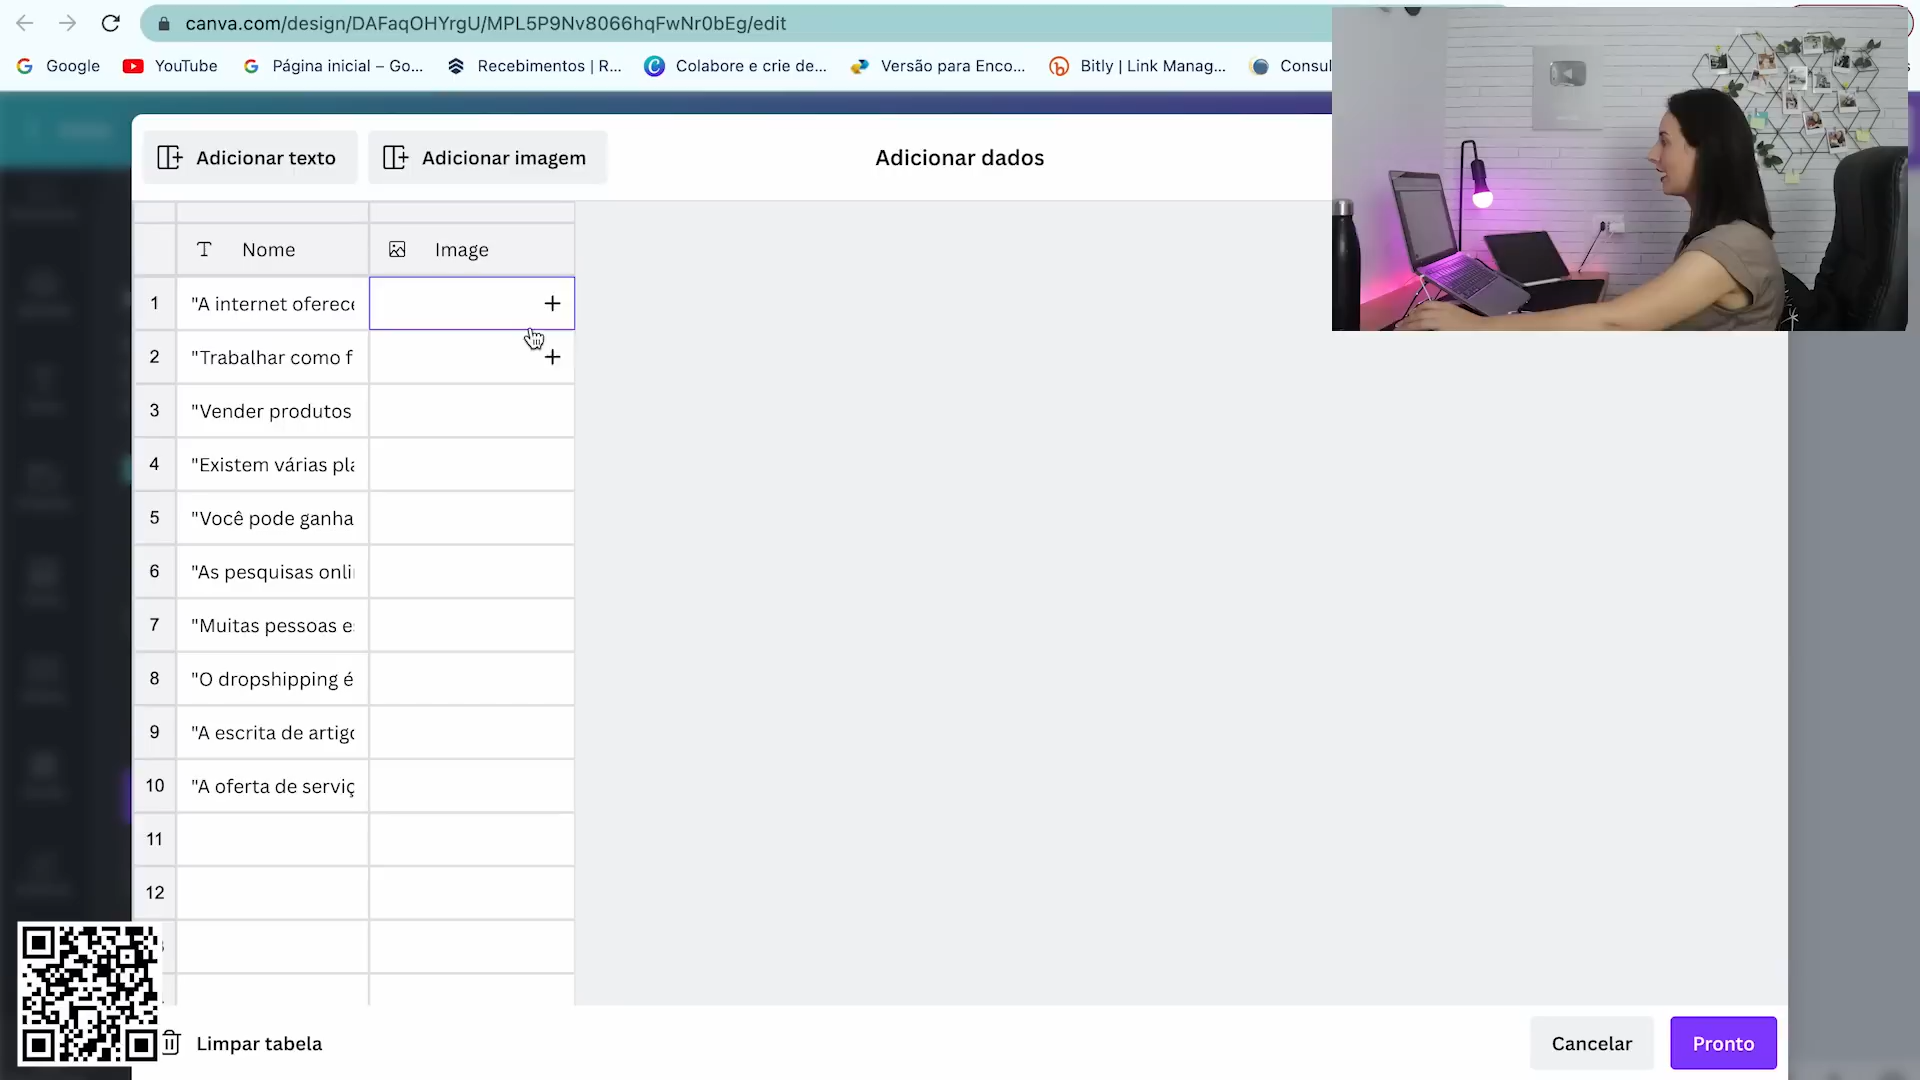 canva.com/design/DAFaqOHYrgU/MPL5P9Nv8066hqFwNr0bEg/edit
Google YouTube Página inicial – Go... Recebimentos | R... Colabore e crie de... Versão para Enco... Bitly | Link Manag... Consul
Adicionar texto Adicionar imagem Adicionar dados
Nome Image
1 "A internet oferece
2 "Trabalhar como f
3 "Vender produtos
4 "Existem várias pla
5 "Você pode ganha
6 "As pesquisas onli
7 "Muitas pessoas e
8 "O dropshipping é
9 "A escrita de artigo
10 "A oferta de serviç
11
12
Limpar tabela Cancelar Pronto